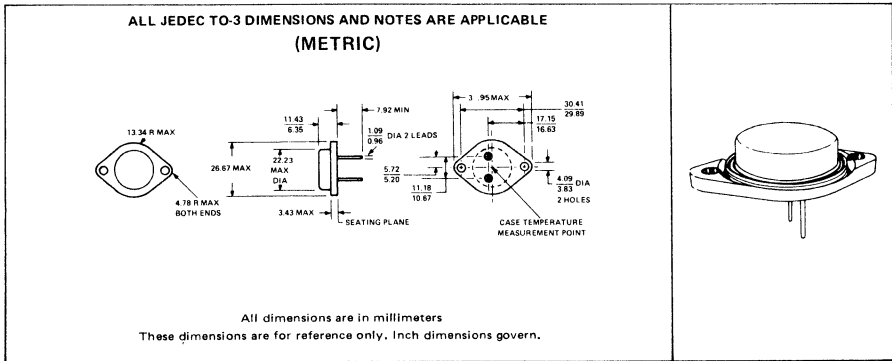 ALL JEDEC TO-3 DIMENSIONS AND NOTES ARE APPLICABLE
(METRIC)
13.34 R MAX
4.78 R MAX
BOTH ENDS
26.67 MAX
22.23
MAX
DIA
11.43
6.35
7.92 MIN
1.09
0.96
DIA 2 LEADS
3.43 MAX
SEATING PLANE
.95 MAX
30.41
29.89
17.15
16.63
5.72
5.20
11.18
10.67
4.09
3.83
DIA
2 HOLES
CASE TEMPERATURE
MEASUREMENT POINT
All dimensions are in millimeters
These dimensions are for reference only. Inch dimensions govern.